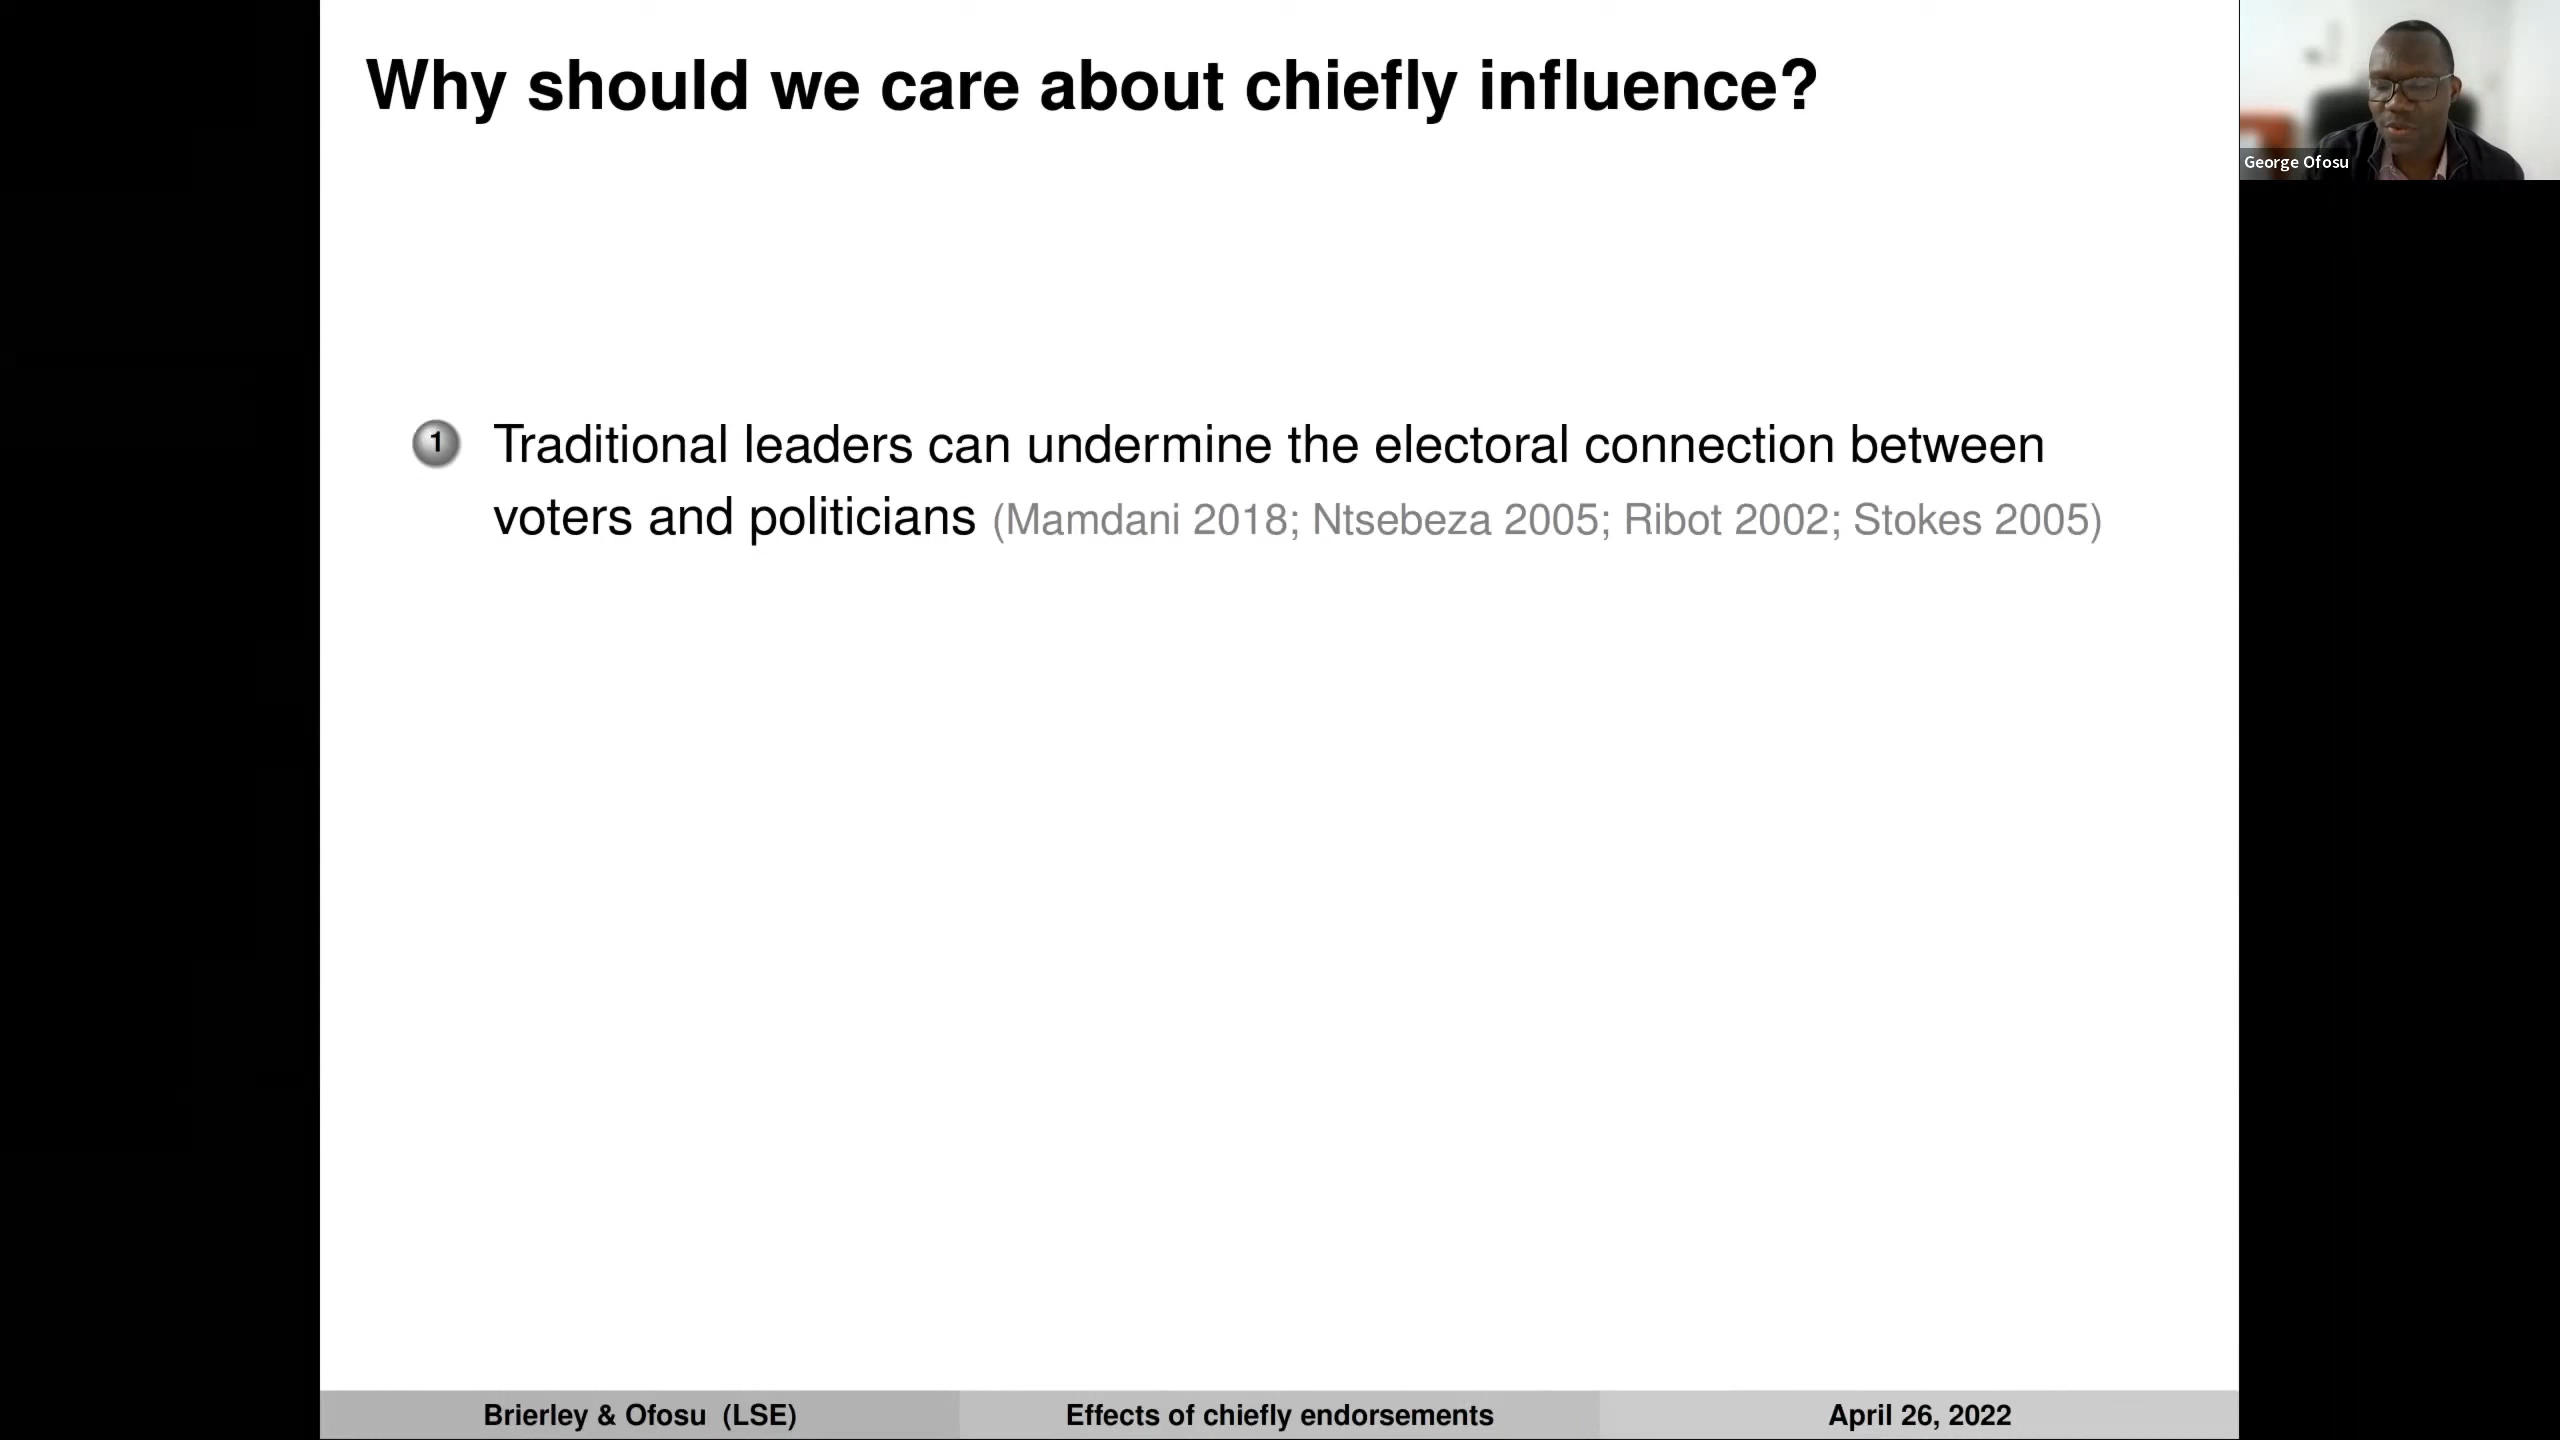 Why should we care about chiefly influence?
George Ofosu
1 Traditional leaders can undermine the electoral connection between
voters and politicians (Mamdani 2018; Ntsebeza 2005; Ribot 2002; Stokes 2005)
Brierley & Ofosu (LSE)
Effects of chiefly endorsements
April 26, 2022